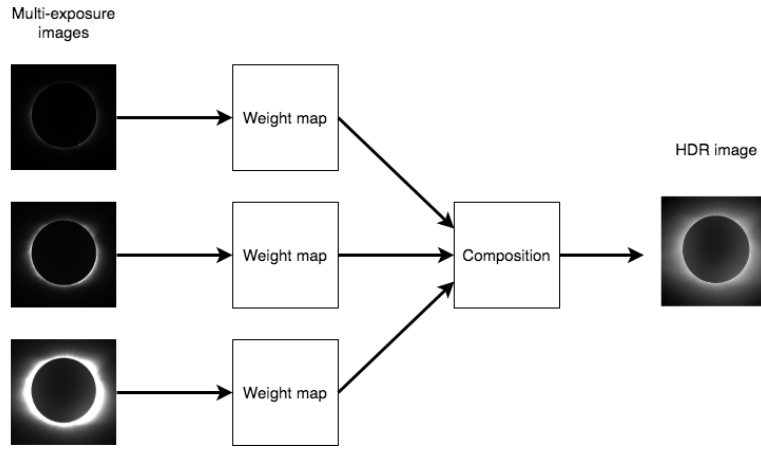 Multi-exposure
images
Weight map
HDR image
Weight map
Composition
Weight map